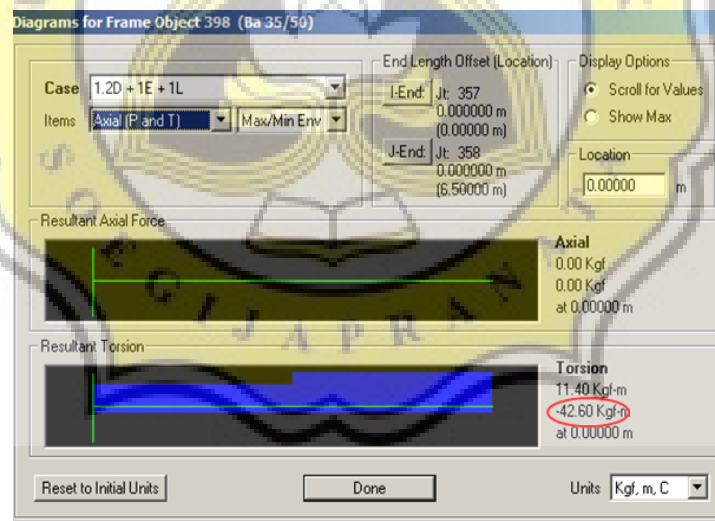 Diagrams for Frame Object 398 (Ba 35/50)
Case 1.2D + 1E + 1L
Items Axial (P and T) Max/Min Env
End Length Offset (Location)
I-End: Jt: 357
0.000000 m
(0.00000 m)
J-End: Jt: 358
0.000000 m
(6.50000 m)
Display Options
Scroll for Values
Show Max
Location
0.00000 m
Resultant Axial Force
Axial
0.00 Kgf
0.00 Kgf
at 0.00000 m
Resultant Torsion
Torsion
11.40 Kgf-m
-42.60 Kgf-m
at 0.00000 m
Reset to Initial Units
Done
Units Kgf, m, C
S O E G I J A P R A N A T